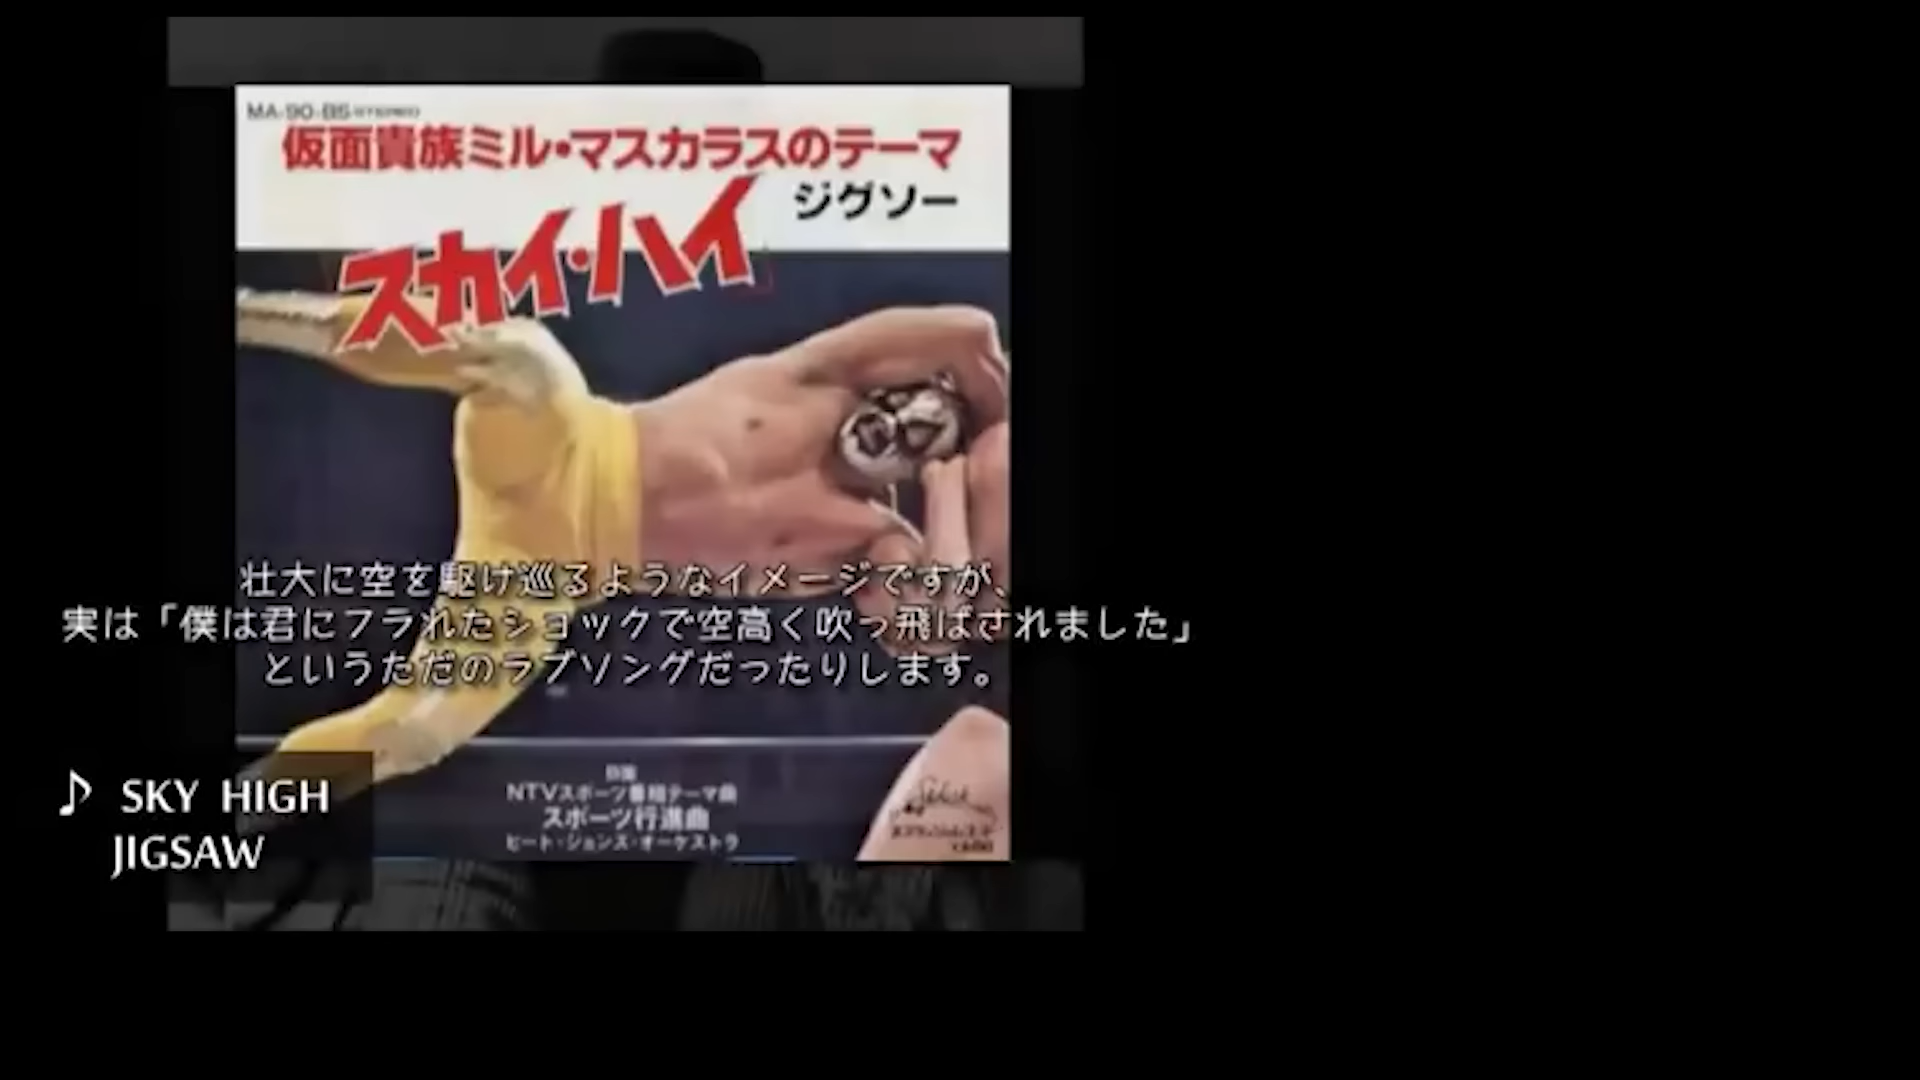 MA-90-BS STEREO
仮面貴族ミル・マスカラスのテーマ
ジグソー
スカイ・ハイ
壮大に空を駆け巡るようなイメージですが、
実は「僕は君にフラれたショックで空高く吹っ飛ばされました」
というただのラブソングだったりします。
♪ SKY HIGH
JIGSAW
NTVスポーツ番組テーマ曲
スポーツ行進曲
ヒート・ジェンズ・オーケストラ